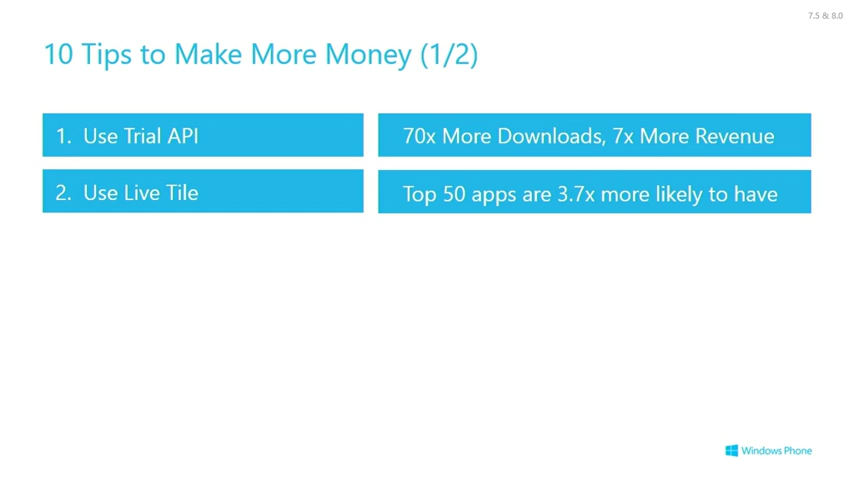 7.5 & 8.0
10 Tips to Make More Money (1/2)
1. Use Trial API
70x More Downloads, 7x More Revenue
2. Use Live Tile
Top 50 apps are 3.7x more likely to have
Windows Phone